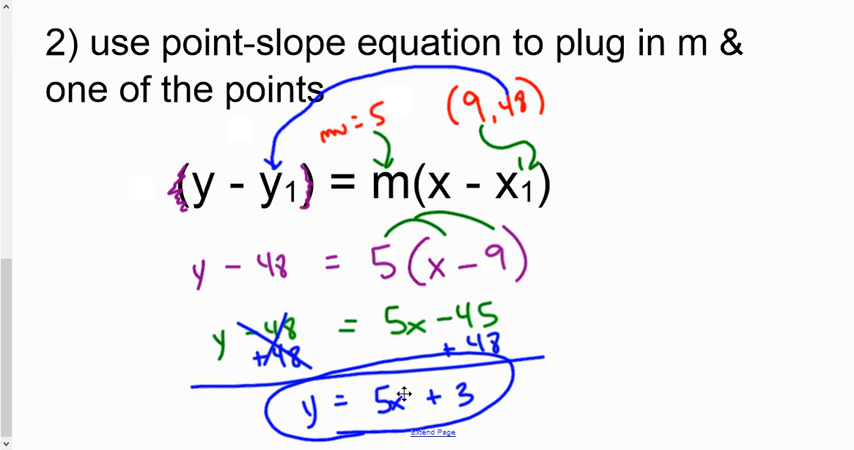 2) use point-slope equation to plug in m &
one of the points
m = 5 (9,48)
(y - y1) = m(x - x1)
y - 48 = 5(x - 9)
y - 48 = 5x - 45
+48 + 48
y = 5x + 3
Extend Page